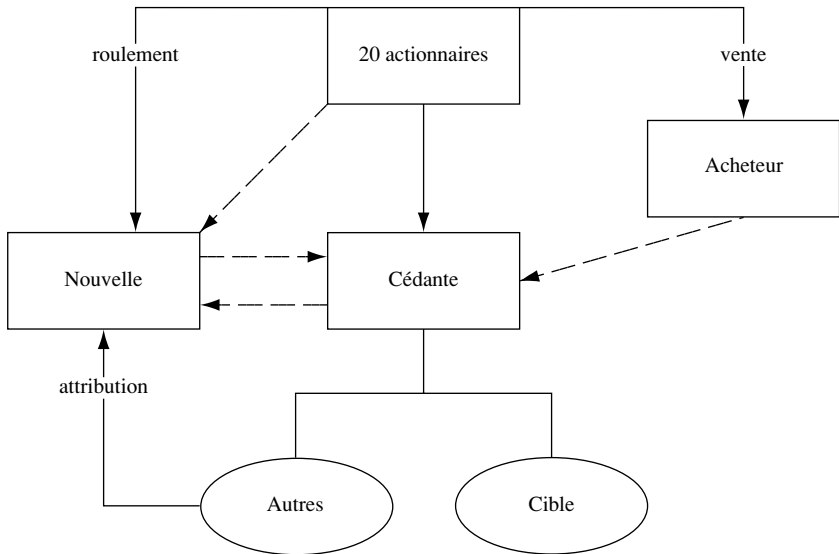 roulement
20 actionnaires
vente
Acheteur
Nouvelle
Cédante
attribution
Autres
Cible